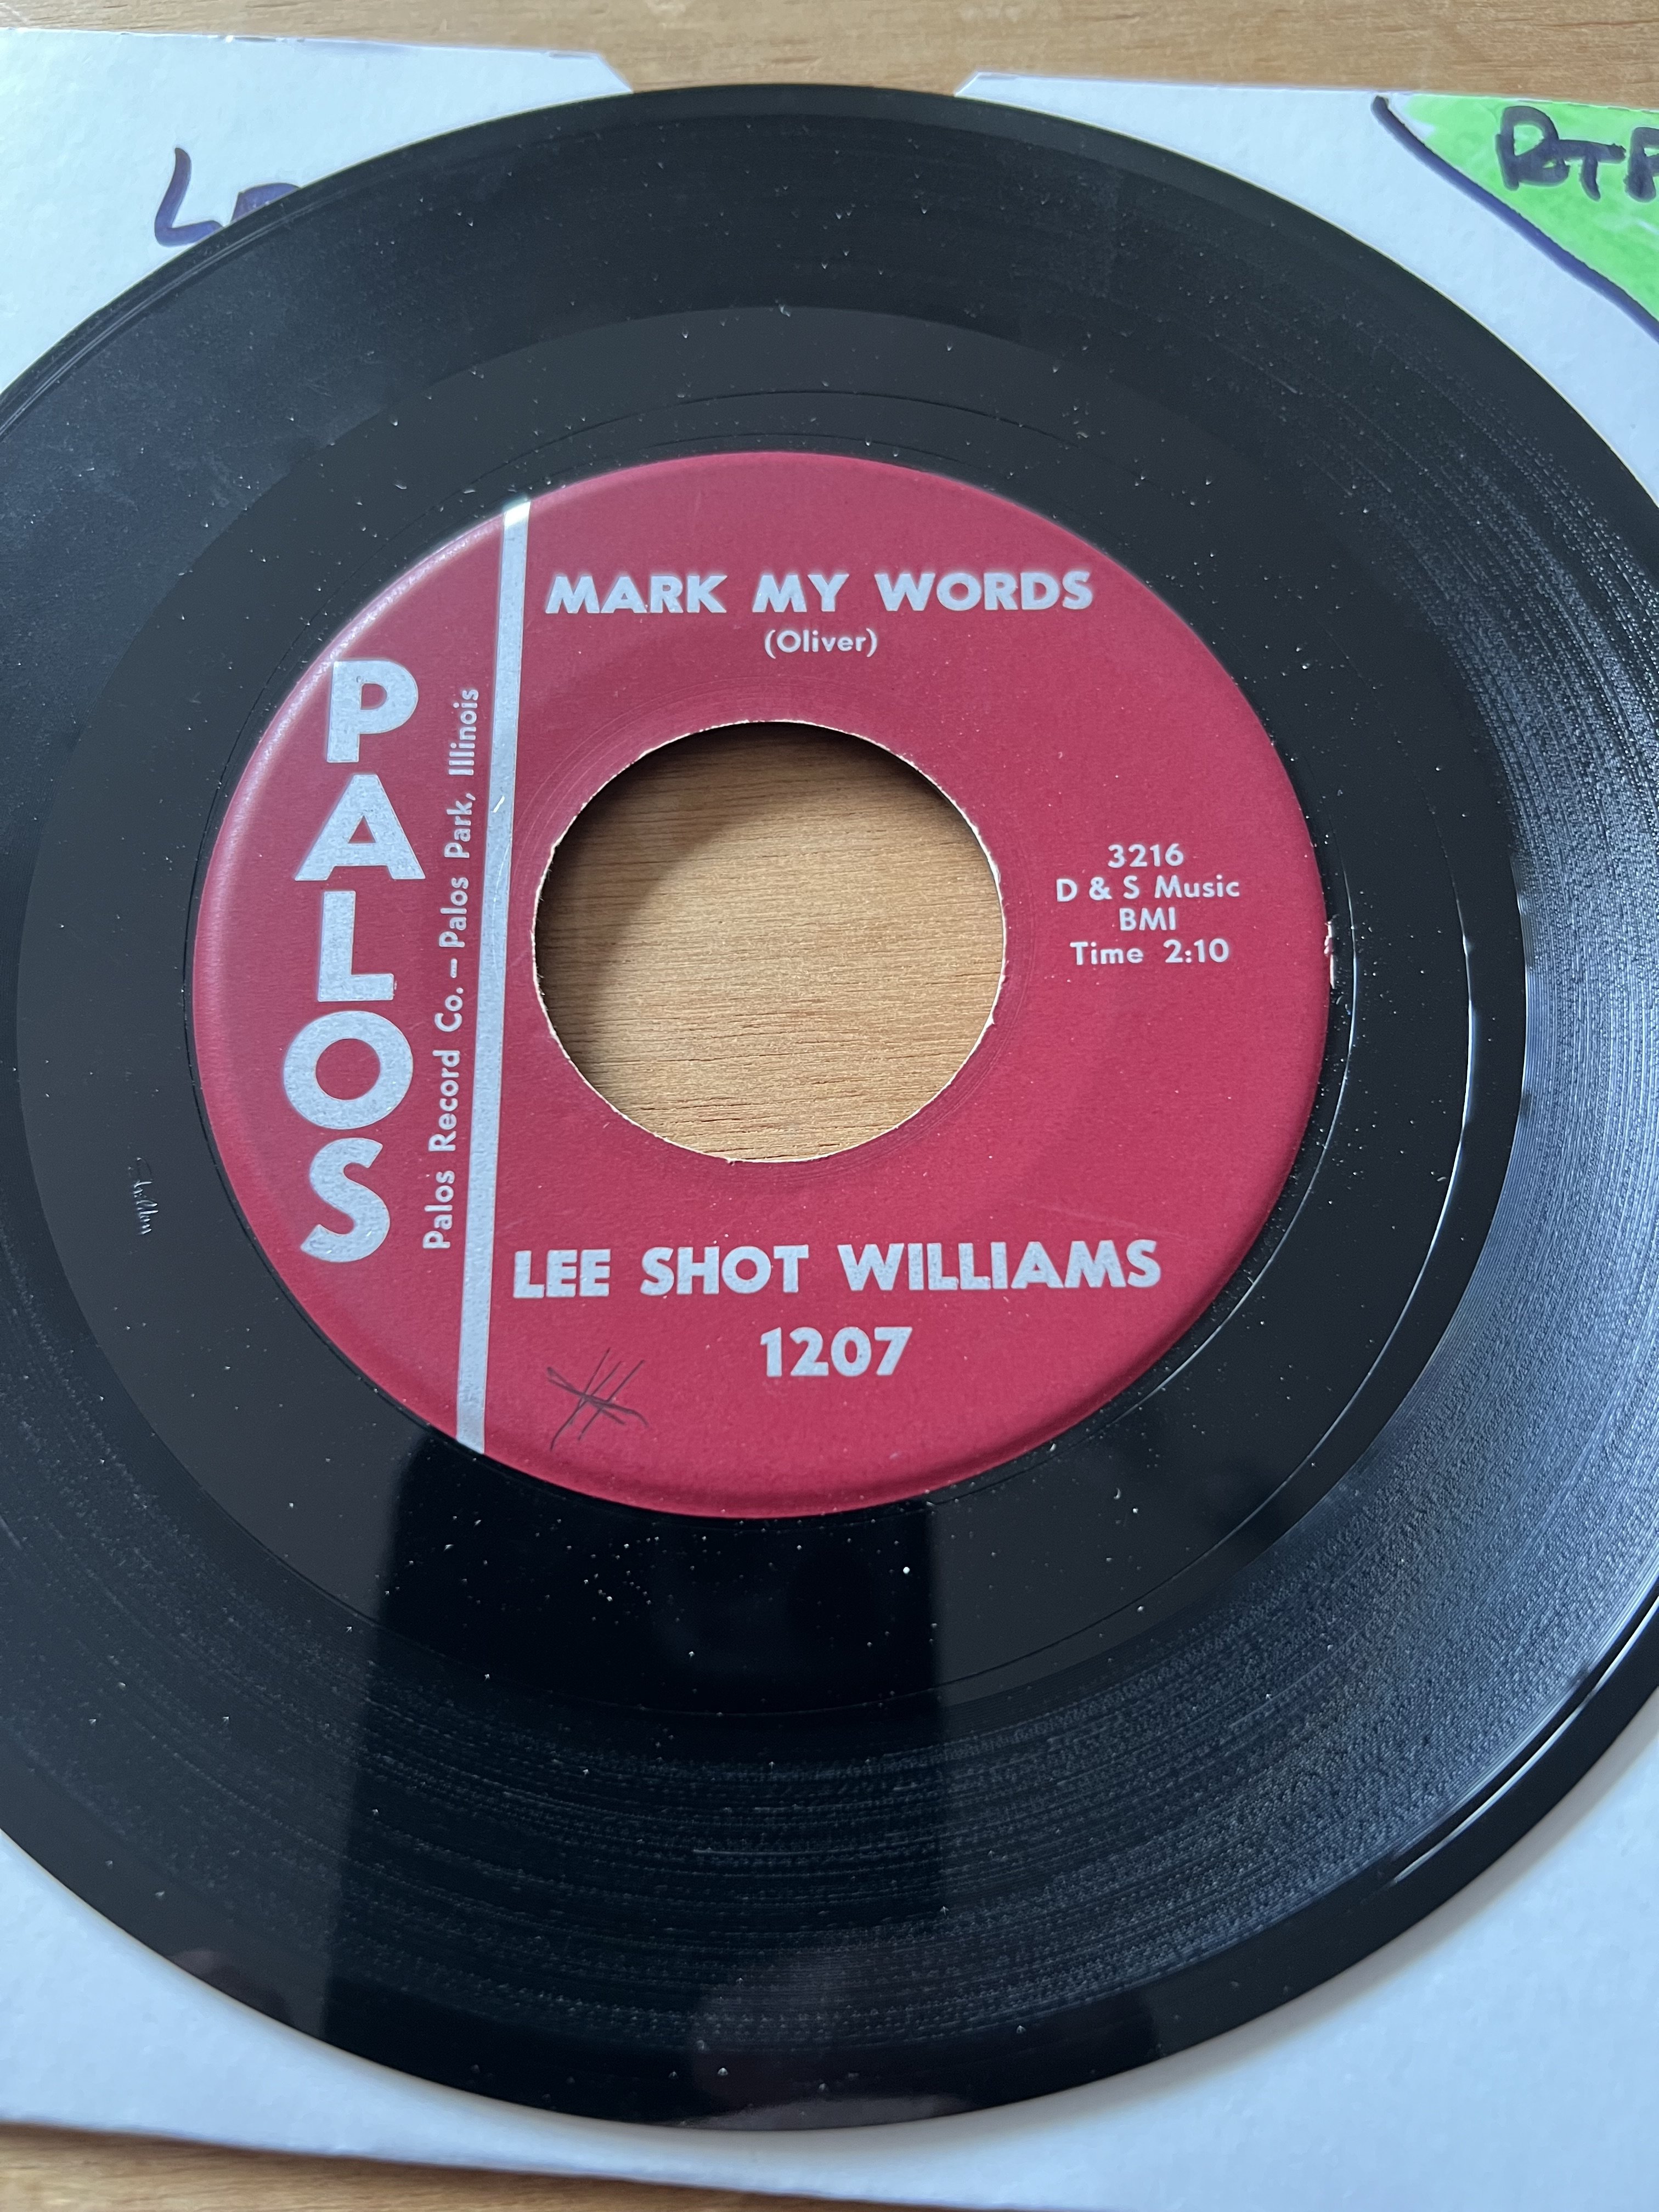 MARK MY WORDS
(Oliver)
PALOS
Palos Record Co. – Palos Park, Illinois
3216
D & S Music
BMI
Time 2:10
LEE SHOT WILLIAMS
1207